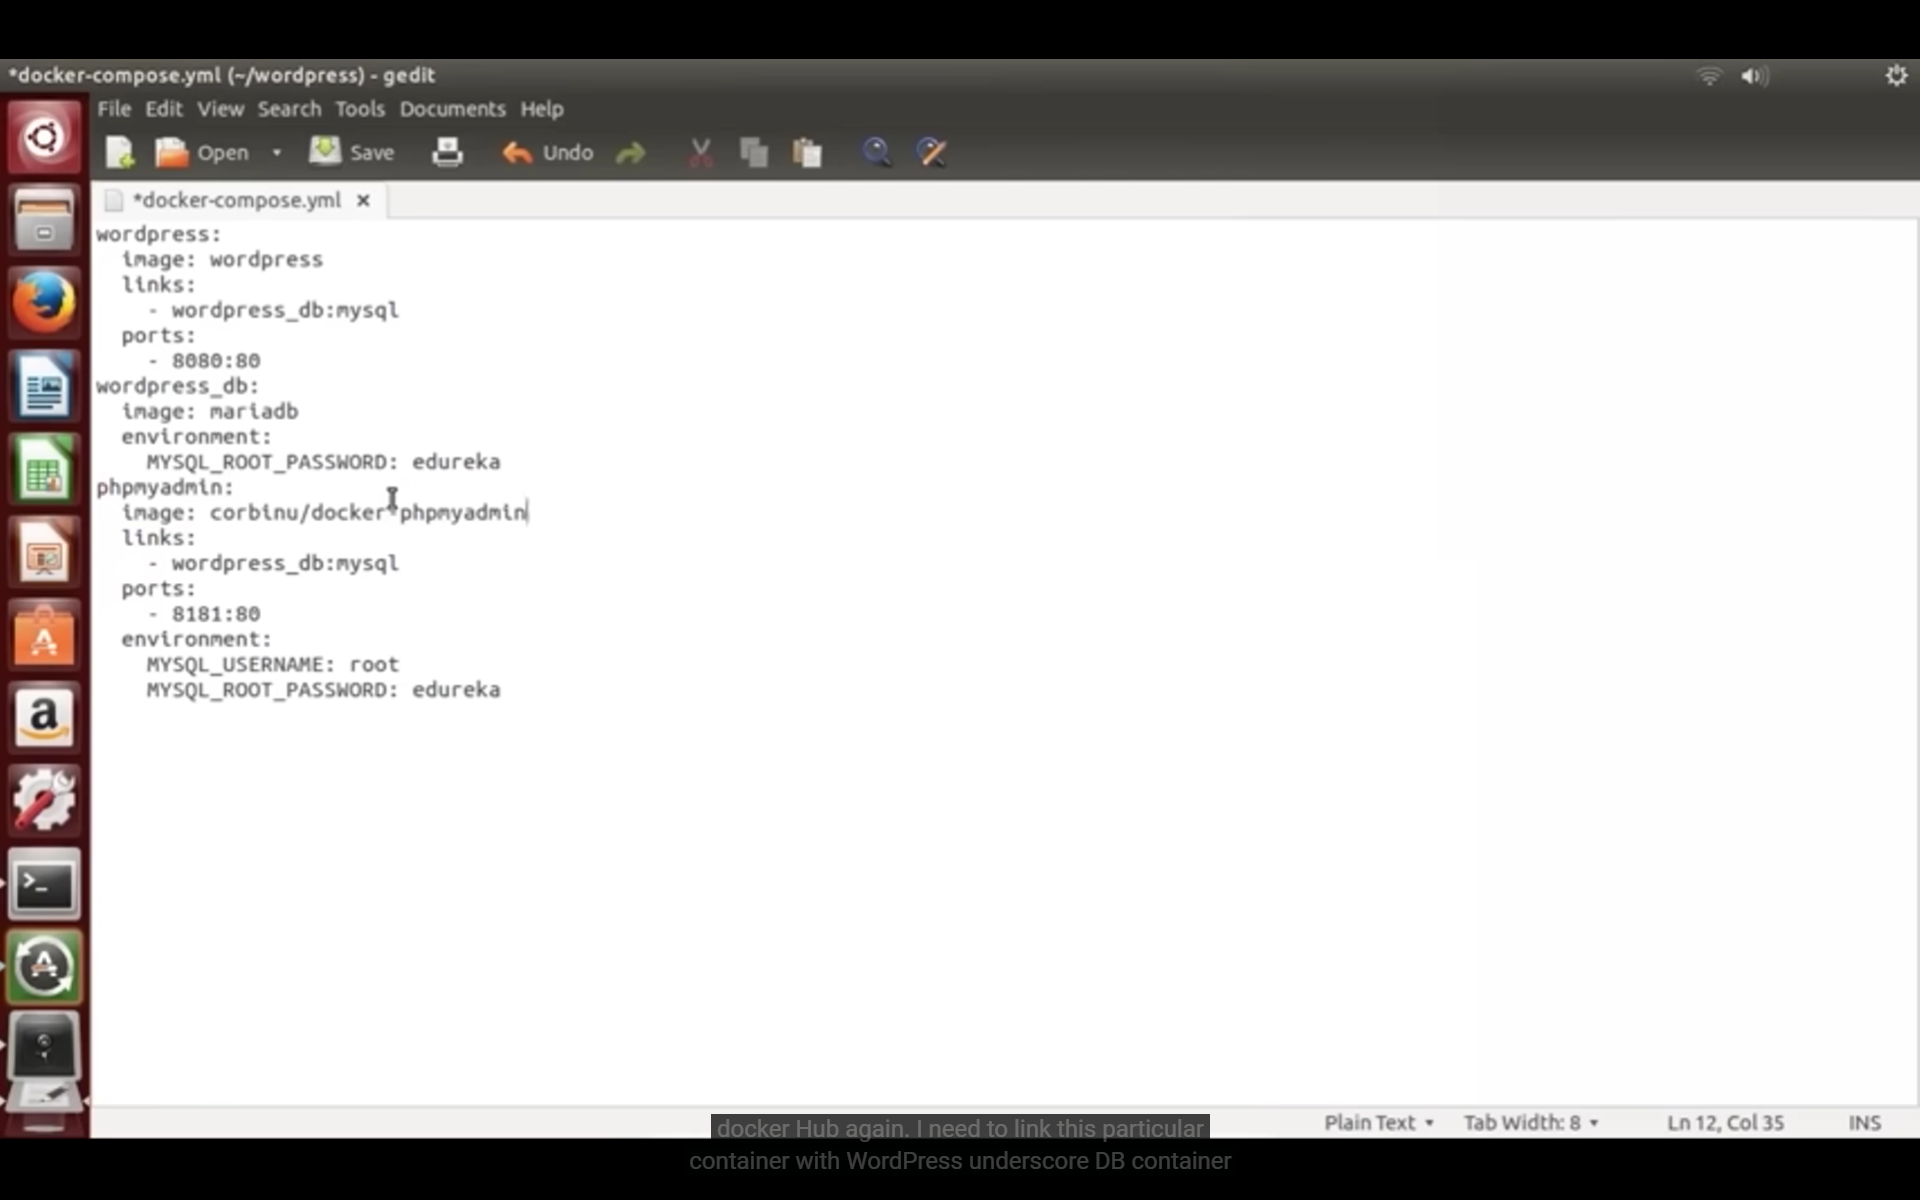 *docker-compose.yml (~/wordpress) - gedit
File Edit View Search Tools Documents Help
Open Save Undo
*docker-compose.yml ×
wordpress:
  image: wordpress
  links:
    - wordpress_db:mysql
  ports:
    - 8080:80
wordpress_db:
  image: mariadb
  environment:
    MYSQL_ROOT_PASSWORD: edureka
phpmyadmin:
  image: corbinu/docker-phpmyadmin
  links:
    - wordpress_db:mysql
  ports:
    - 8181:80
  environment:
    MYSQL_USERNAME: root
    MYSQL_ROOT_PASSWORD: edureka
Plain Text Tab Width: 8 Ln 12, Col 35 INS
docker Hub again. I need to link this particular
container with WordPress underscore DB container